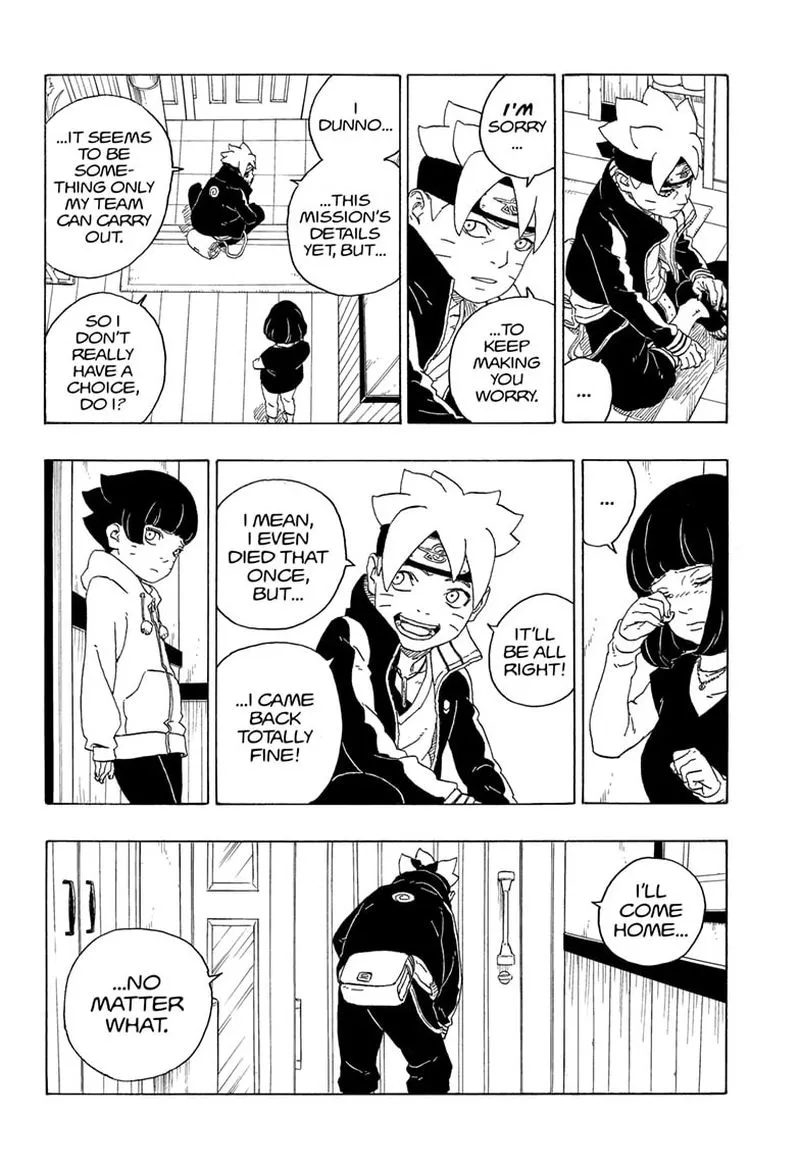 ...
I'M
SORRY
...
...TO
KEEP
MAKING
YOU
WORRY.
I
DUNNO...
...THIS
MISSION'S
DETAILS
YET, BUT...
...IT SEEMS
TO BE
SOME-
THING ONLY
MY TEAM
CAN CARRY
OUT.
SO I
DON'T
REALLY
HAVE A
CHOICE,
DO I?
...
IT'LL
BE ALL
RIGHT!
I MEAN,
I EVEN
DIED THAT
ONCE,
BUT...
...I CAME
BACK
TOTALLY
FINE!
I'LL
COME
HOME...
...NO
MATTER
WHAT.